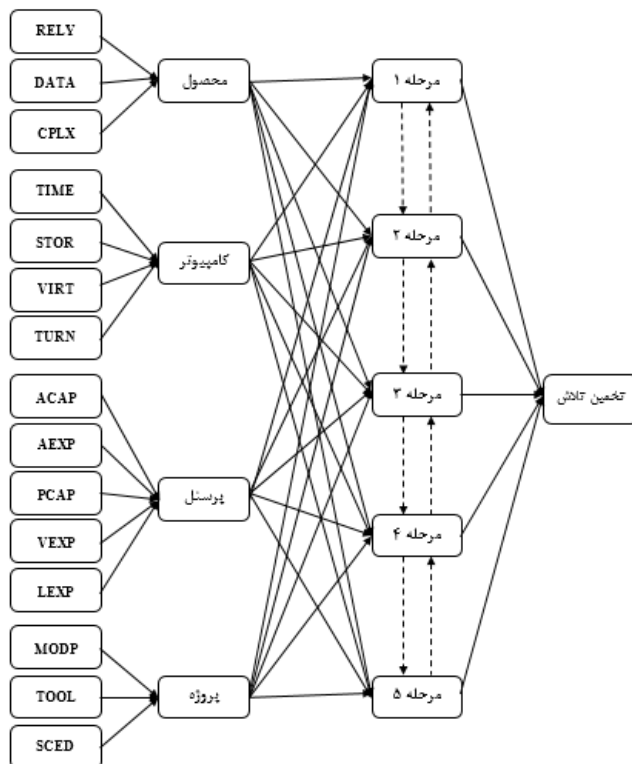 RELY
DATA
CPLX
TIME
STOR
VIRT
TURN
ACAP
AEXP
PCAP
VEXP
LEXP
MODP
TOOL
SCED
محصول
کامپیوتر
پرسنل
پروژه
مرحله ۱
مرحله ۲
مرحله ۳
مرحله ۴
مرحله ۵
تخمین تلاش